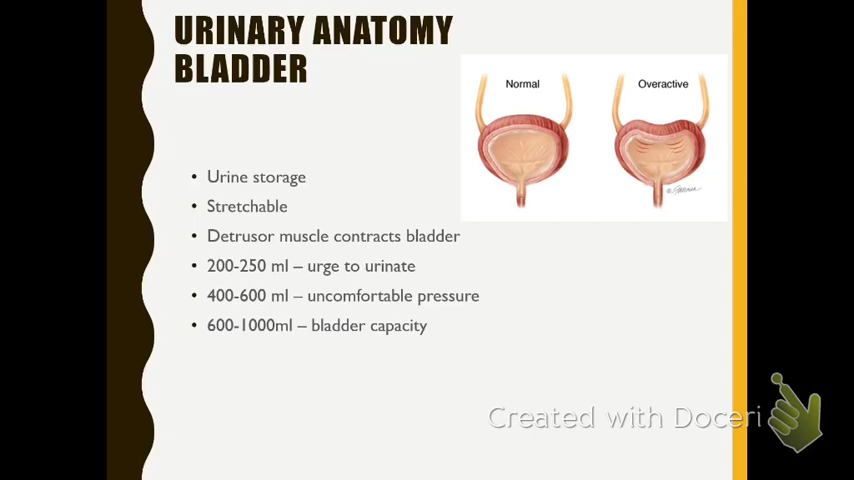 URINARY ANATOMY
BLADDER
Normal
Overactive
• Urine storage
• Stretchable
• Detrusor muscle contracts bladder
• 200-250 ml – urge to urinate
• 400-600 ml – uncomfortable pressure
• 600-1000ml – bladder capacity
Created with Doceri